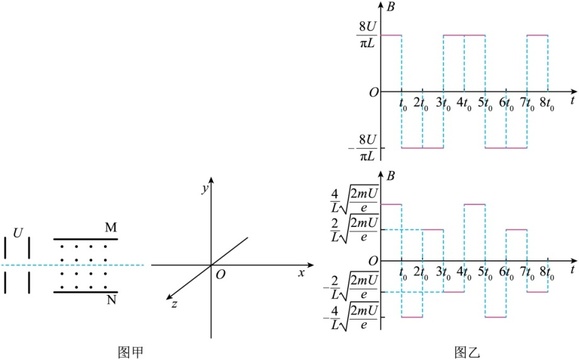 B
8U/πL
O
t₀ 2t₀ 3t₀ 4t₀ 5t₀ 6t₀ 7t₀ 8t₀ t
-8U/πL
B
4/L√(2mU/e)
2/L√(2mU/e)
O
t₀ 2t₀ 3t₀ 4t₀ 5t₀ 6t₀ 7t₀ 8t₀ t
-2/L√(2mU/e)
-4/L√(2mU/e)
y
U M
O x
N
z
图甲 图乙